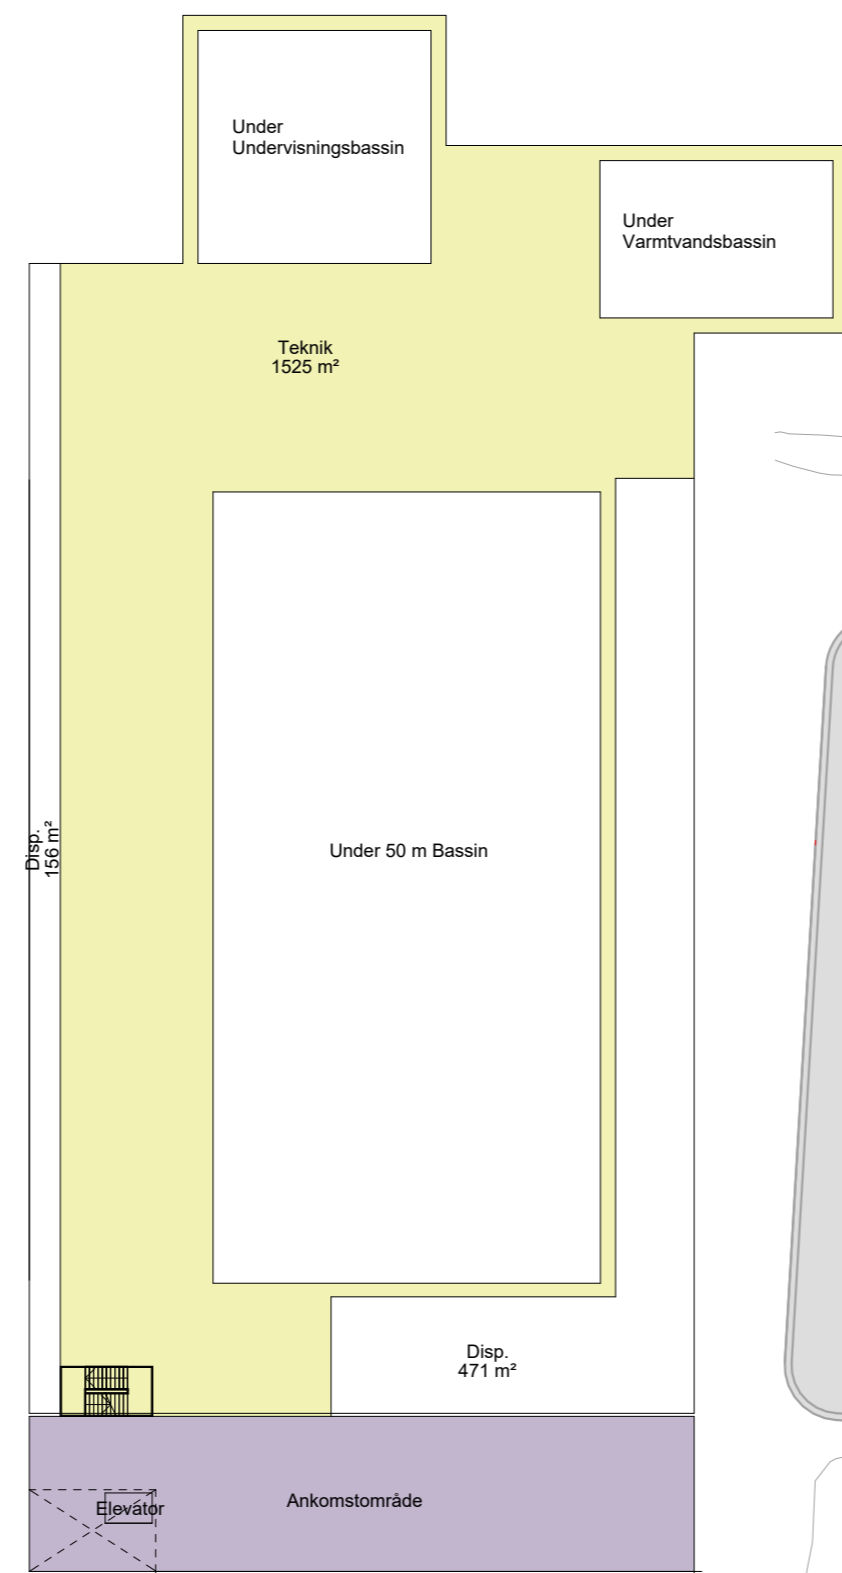 Under
Undervisningsbassin
Under
Varmtvandsbassin
Teknik
1525 m²
Disp.
156 m²
Under 50 m Bassin
Disp.
471 m²
Ankomstområde
Elevator